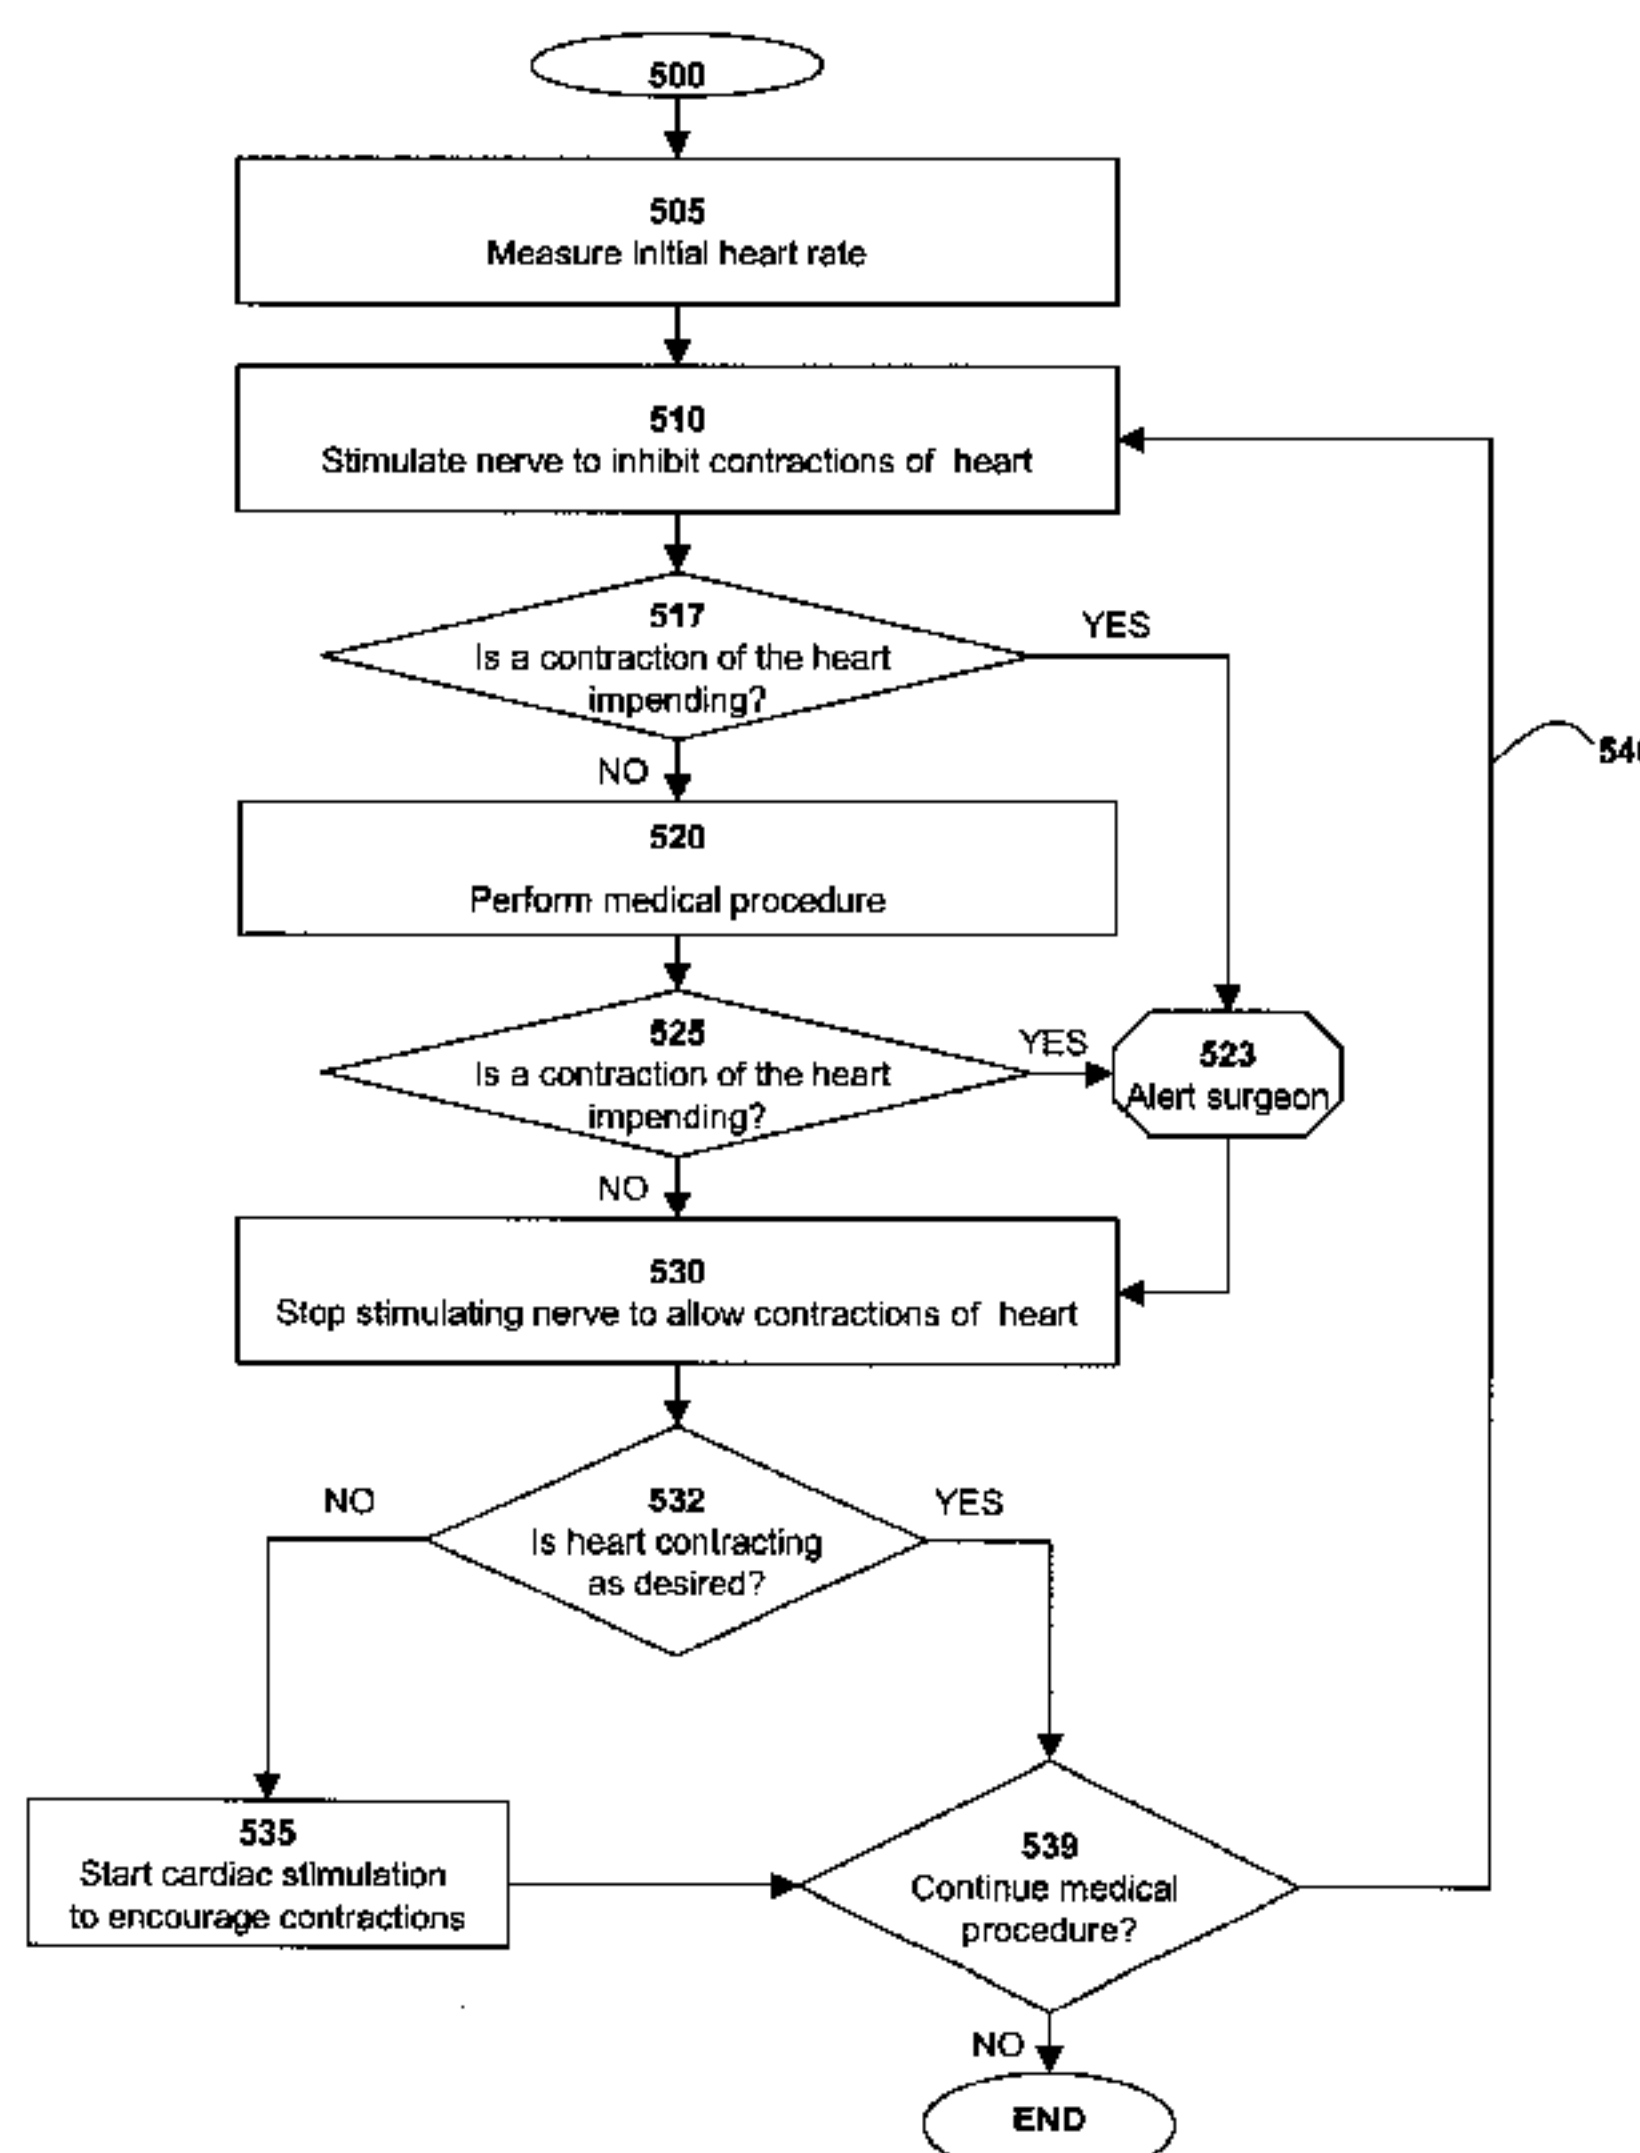 500
505
Measure initial heart rate
510
Stimulate nerve to inhibit contractions of heart
517
Is a contraction of the heart
impending?
YES
NO
520
Perform medical procedure
525
Is a contraction of the heart
impending?
YES
523
Alert surgeon
NO
530
Stop stimulating nerve to allow contractions of heart
532
Is heart contracting
as desired?
NO
YES
535
Start cardiac stimulation
to encourage contractions
539
Continue medical
procedure?
NO
END